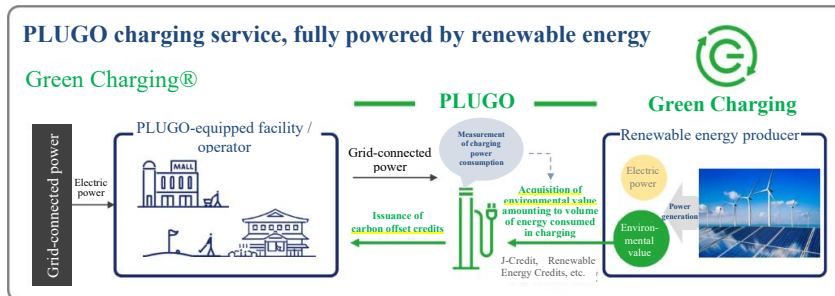 PLUGO charging service, fully powered by renewable energy
Green Charging®
Grid-connected power
Electric
power
PLUGO-equipped facility /
operator
MALL
Grid-connected
power
Issuance of
carbon offset credits
PLUGO
Measurement
of charging
power
consumption
Acquisition of
environmental value
amounting to volume
of energy consumed
in charging
J-Credit, Renewable
Energy Credits, etc.
Green Charging
Renewable energy producer
Electric
power
Power
generation
Environ-
mental
value